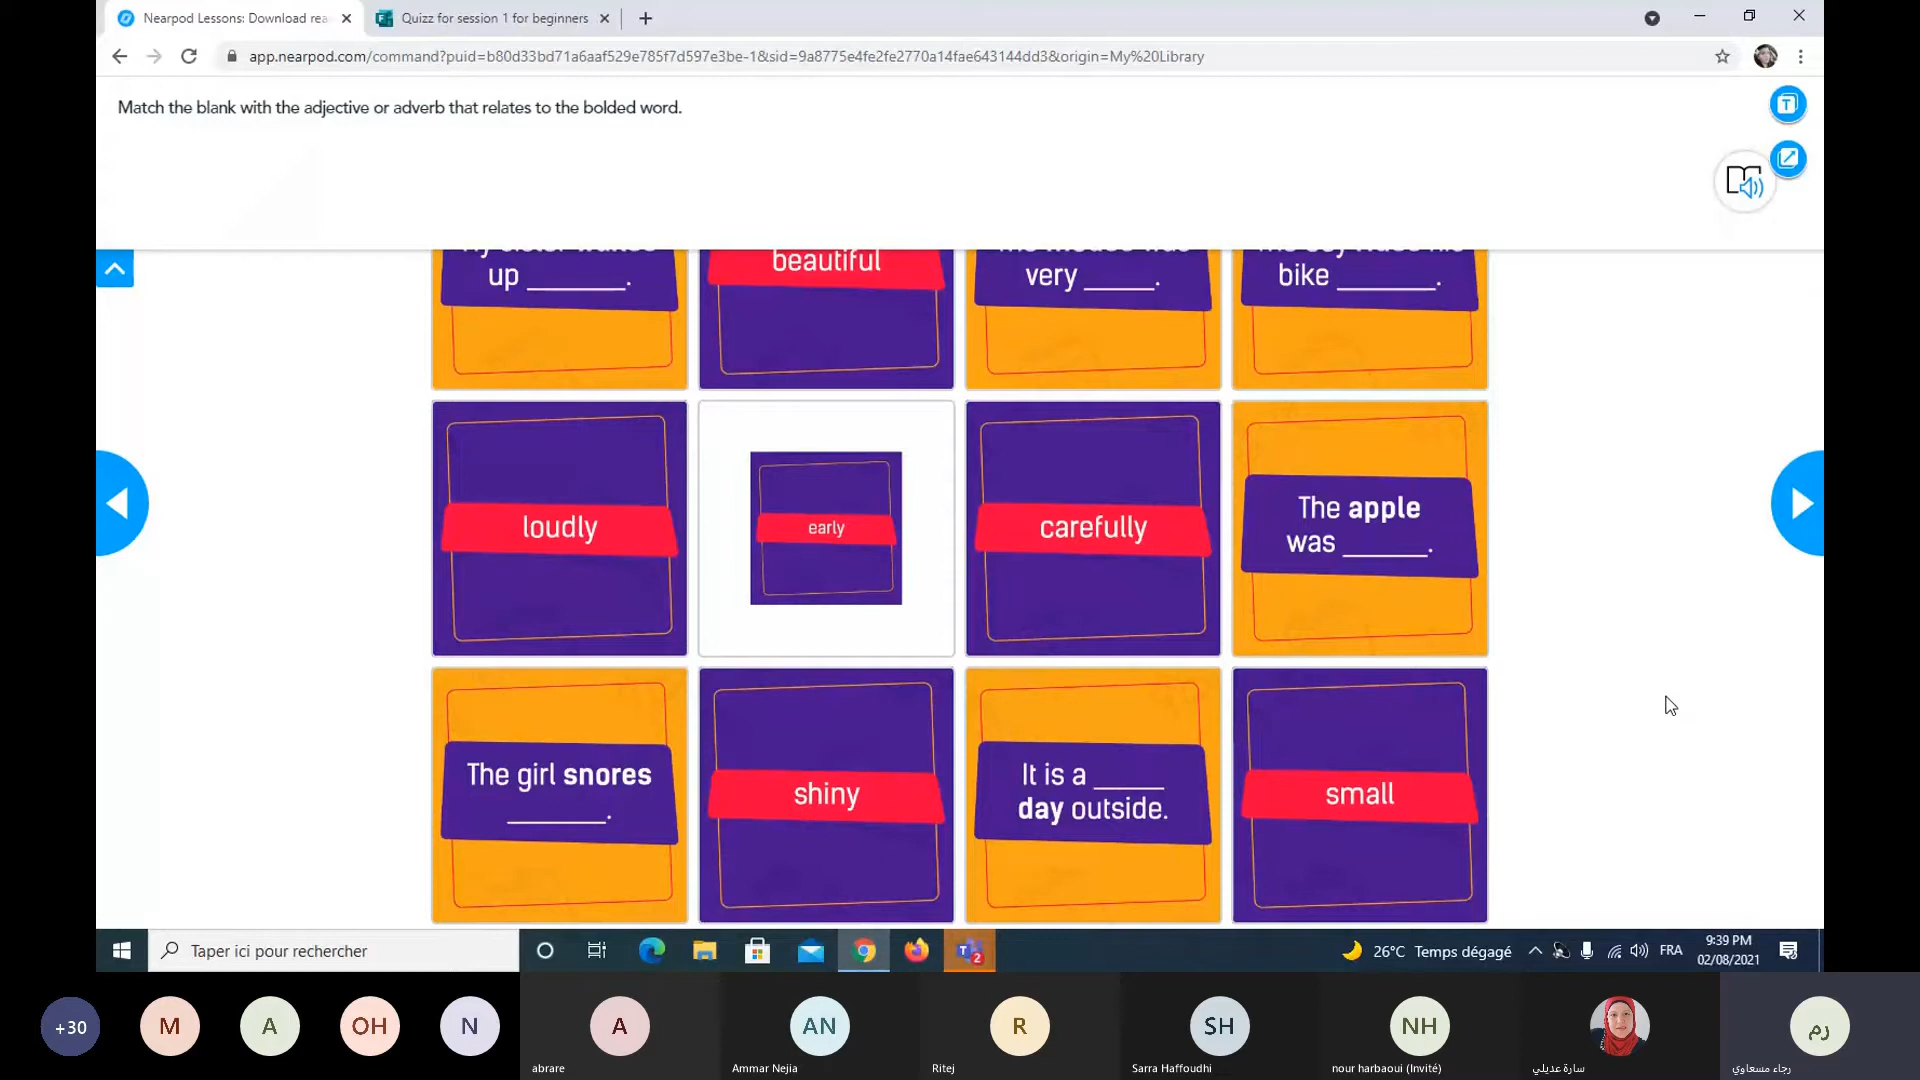 Nearpod Lessons: Download rea
Quizz for session 1 for beginners
app.nearpod.com/command?puid=b80d33bd71a6aaf529e785f7d597e3be-1&sid=9a8775e4fe2fe2770a14fae643144dd3&origin=My%20Library
Match the blank with the adjective or adverb that relates to the bolded word.
T
up ______.
beautiful
very ______.
bike ______.
loudly
early
carefully
The apple
was ______.
The girl snores
______.
shiny
It is a ______
day outside.
small
Taper ici pour rechercher
2
26°C Temps dégagé
FRA
9:39 PM
02/08/2021
+30
M
A
OH
N
A
AN
R
SH
NH
رم
abrare
Ammar Nejia
Ritej
Sarra Haffoudhi
nour harbaoui (Invité)
سارة عديلي
رجاء مسعاوي